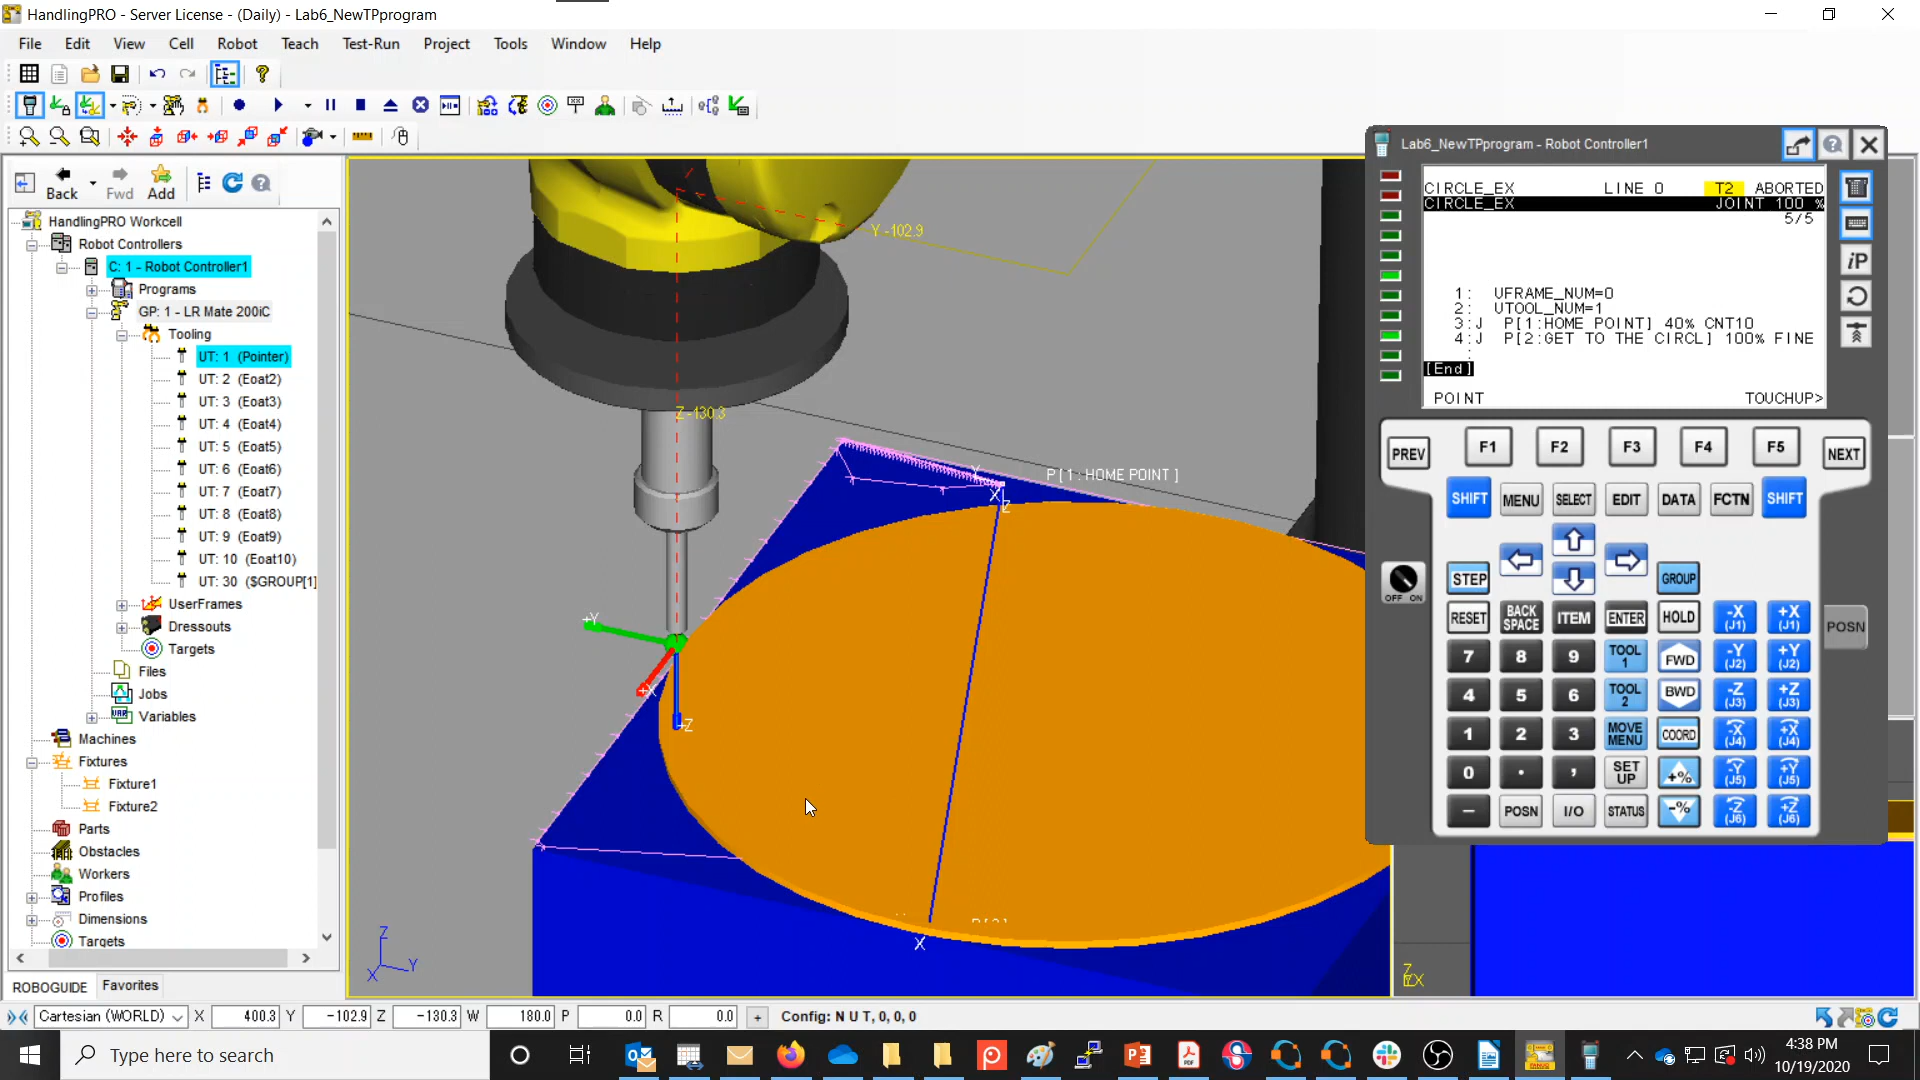 HandlingPRO - Server License - (Daily) - Lab6_NewTPprogram
File Edit View Cell Robot Teach Test-Run Project Tools Window Help
Back Fwd Add
HandlingPRO Workcell
Robot Controllers
C: 1 - Robot Controller1
Programs
GP: 1 - LR Mate 200iC
Tooling
UT: 1 (Pointer)
UT: 2 (Eoat2)
UT: 3 (Eoat3)
UT: 4 (Eoat4)
UT: 5 (Eoat5)
UT: 6 (Eoat6)
UT: 7 (Eoat7)
UT: 8 (Eoat8)
UT: 9 (Eoat9)
UT: 10 (Eoat10)
UT: 30 ($GROUP[1]
UserFrames
Dressouts
Targets
Files
Jobs
Variables
Machines
Fixtures
Fixture1
Fixture2
Parts
Obstacles
Workers
Profiles
Dimensions
Targets
ROBOGUIDE Favorites
Y -102.9
Z -130.3
P[1:HOME POINT ]
Y
X
Z
+Y
+X
+Z
X
Z
Y
X
Lab6_NewTPprogram - Robot Controller1
CIRCLE_EX LINE 0 T2 ABORTED
CIRCLE_EX JOINT 100 %
5/5
1: UFRAME_NUM=0
2: UTOOL_NUM=1
3:J P[1:HOME POINT] 40% CNT10
4:J P[2:GET TO THE CIRCL] 100% FINE
[End]
POINT TOUCHUP>
iP
PREV F1 F2 F3 F4 F5 NEXT
SHIFT MENU SELECT EDIT DATA FCTN SHIFT
OFF ON
STEP GROUP
RESET BACK SPACE ITEM ENTER HOLD -X (J1) +X (J1) POSN
7 8 9 TOOL 1 FWD -Y (J2) +Y (J2)
4 5 6 TOOL 2 BWD -Z (J3) +Z (J3)
1 2 3 MOVE MENU COORD -X (J4) +X (J4)
0 . , SET UP +% -Y (J5) +Y (J5)
- POSN I/O STATUS -% -Z (J6) +Z (J6)
Cartesian (WORLD) X 400.3 Y -102.9 Z -130.3 W 180.0 P 0.0 R 0.0 + Config: N U T, 0, 0, 0
Type here to search
4:38 PM
10/19/2020